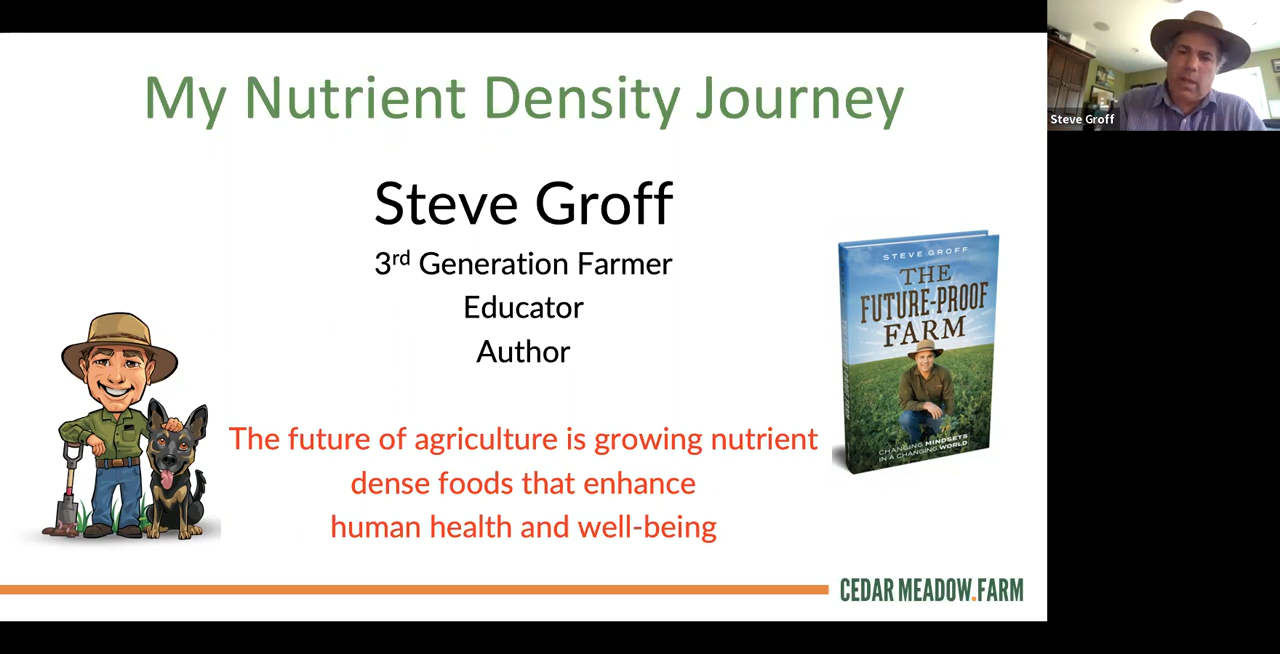 My Nutrient Density Journey
Steve Groff
3rd Generation Farmer
Educator
Author
The future of agriculture is growing nutrient
dense foods that enhance
human health and well-being
STEVE GROFF
THE
FUTURE-PROOF
FARM
CHANGING MINDSETS
IN A CHANGING WORLD
CEDAR MEADOW.FARM
Steve Groff